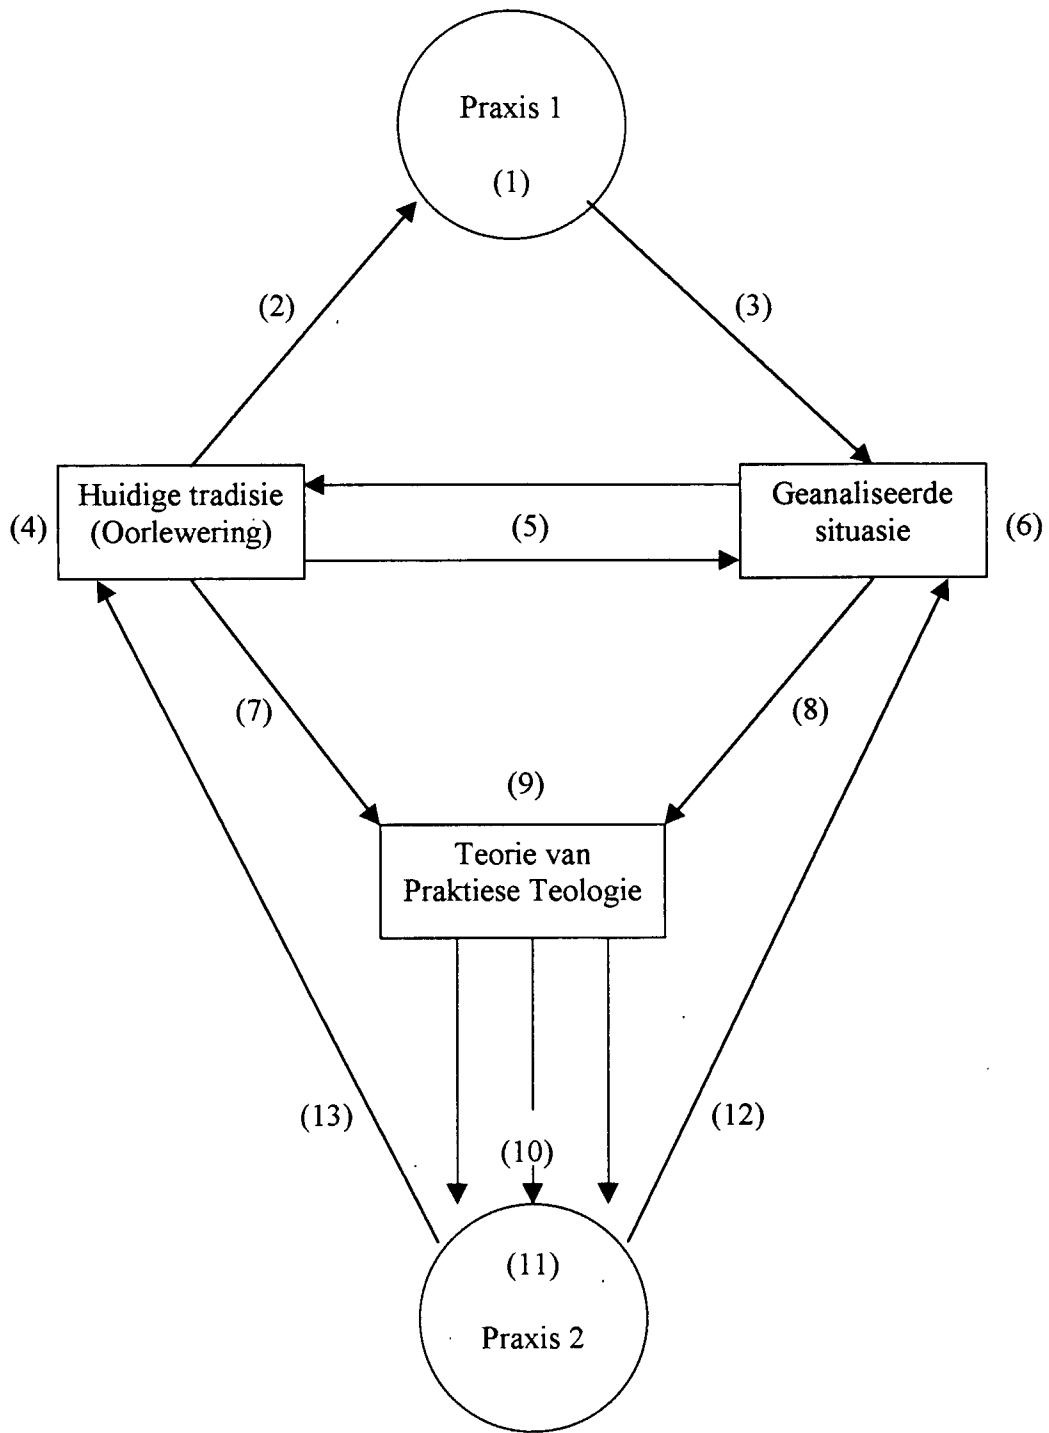 Praxis 1
(1)
(2)
(3)
Huidige tradisie
(Oorlewering)
(4)
(5)
Geanaliseerde
situasie
(6)
(7)
(8)
(9)
Teorie van
Praktiese Teologie
(13)
(12)
(10)
(11)
Praxis 2